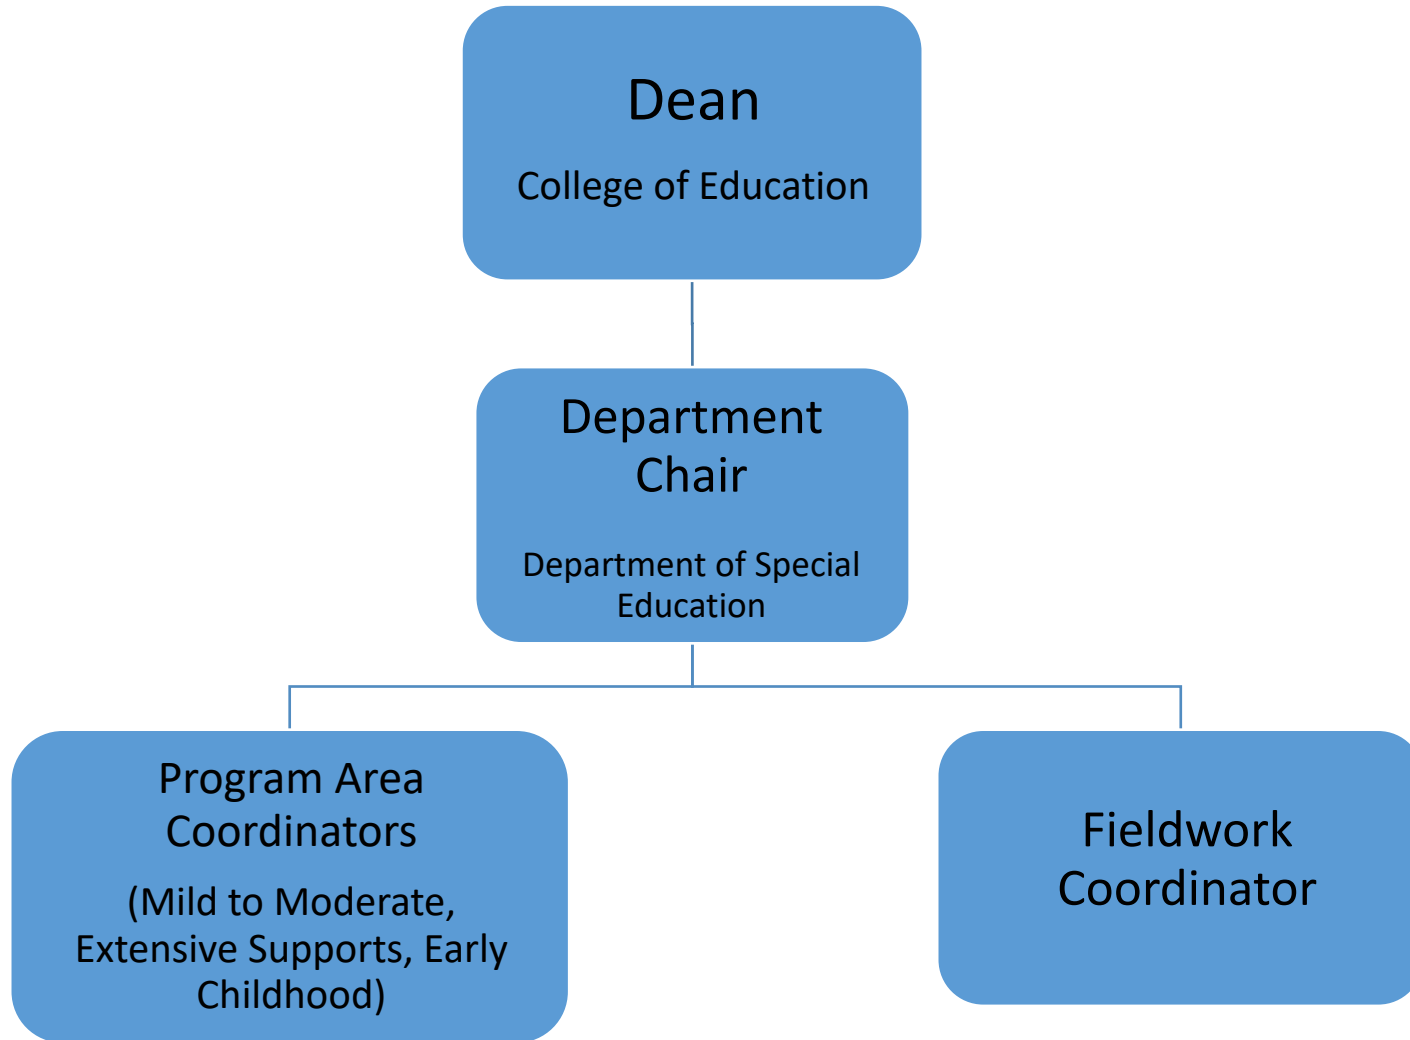 Dean
College of Education
Department
Chair
Department of Special
Education
Program Area
Coordinators
(Mild to Moderate,
Extensive Supports, Early
Childhood)
Fieldwork
Coordinator